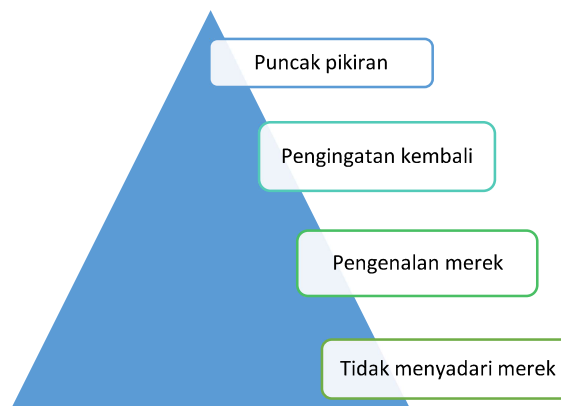 Puncak pikiran
Pengingatan kembali
Pengenalan merek
Tidak menyadari merek